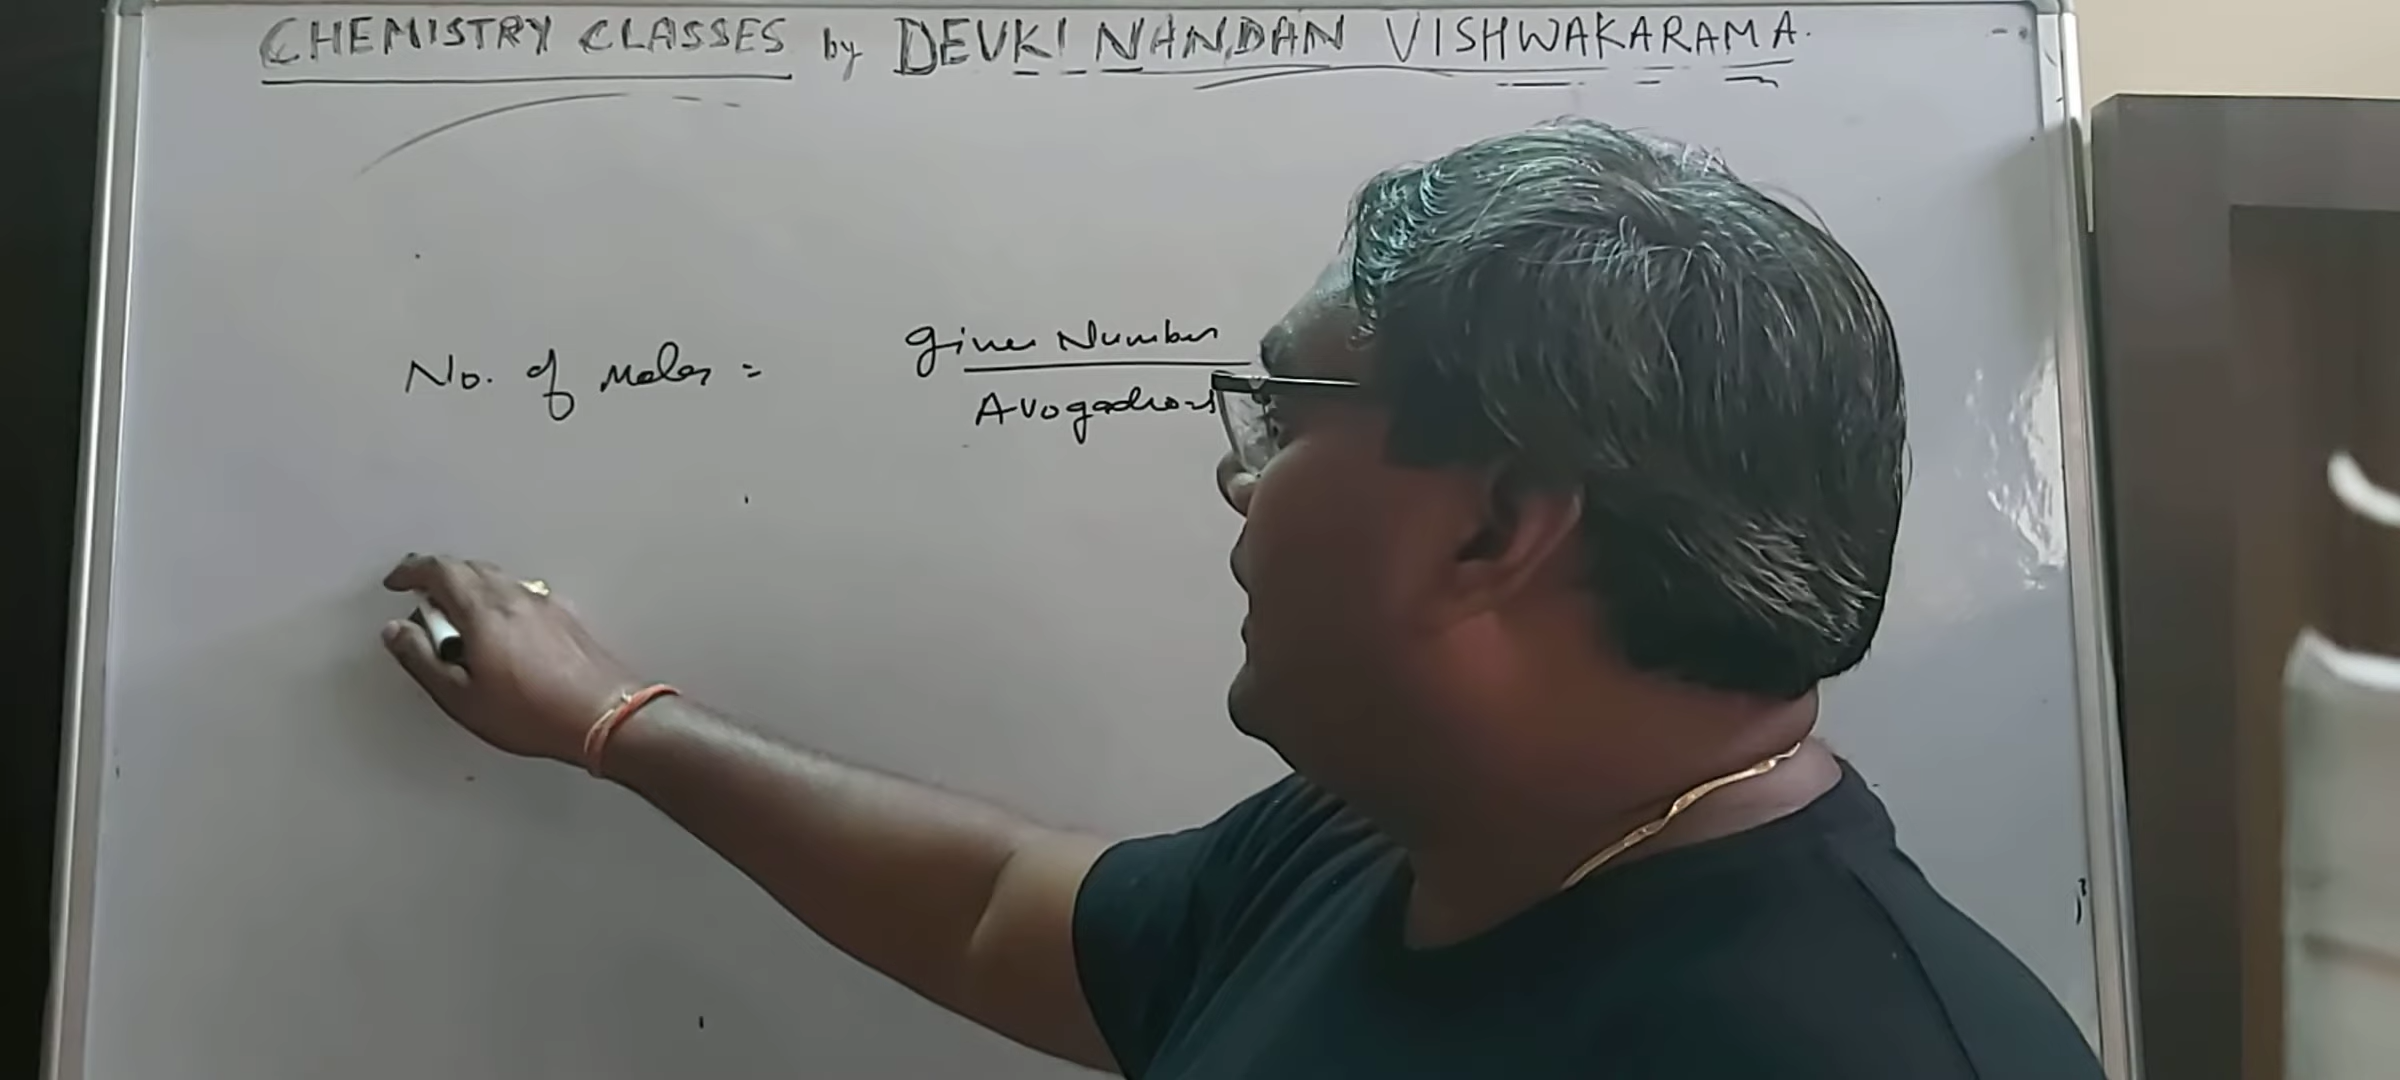 CHEMISTRY CLASSES by DEVKI NANDAN VISHWAKARAMA.
No. of moles = given Number
Avogadro's